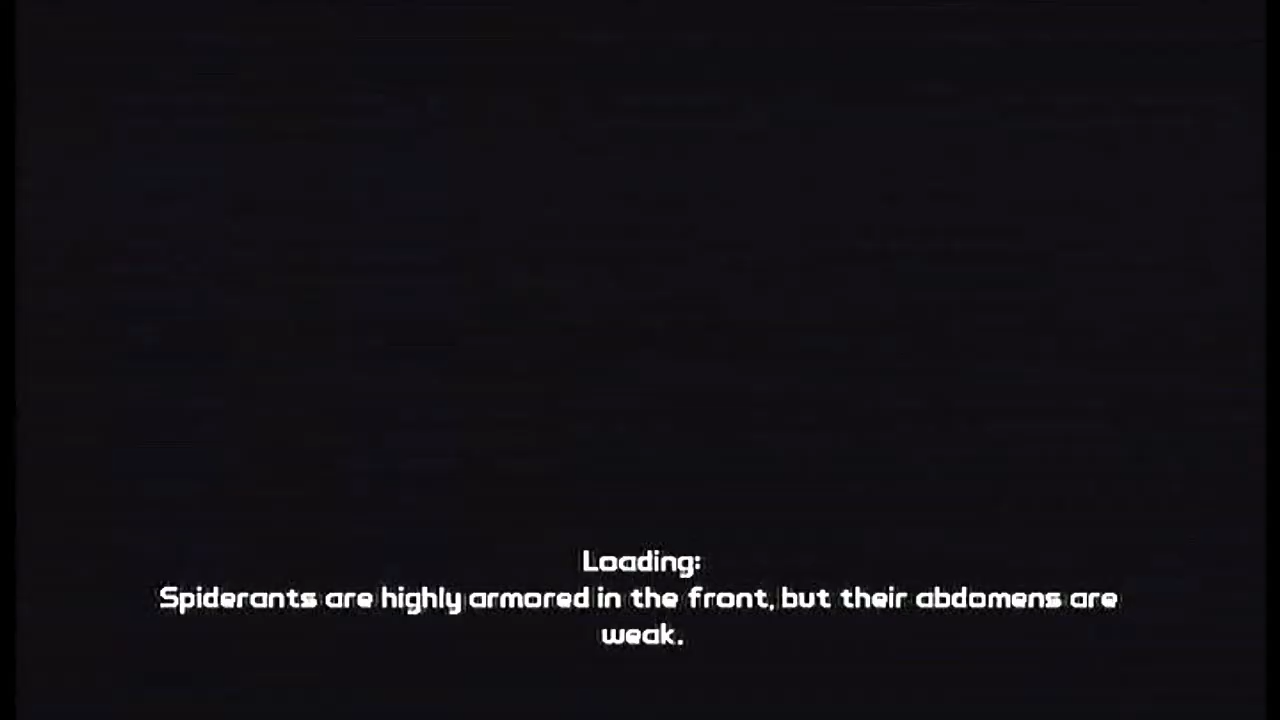 Loading:
Spiderants are highly armored in the front, but their abdomens are
weak.